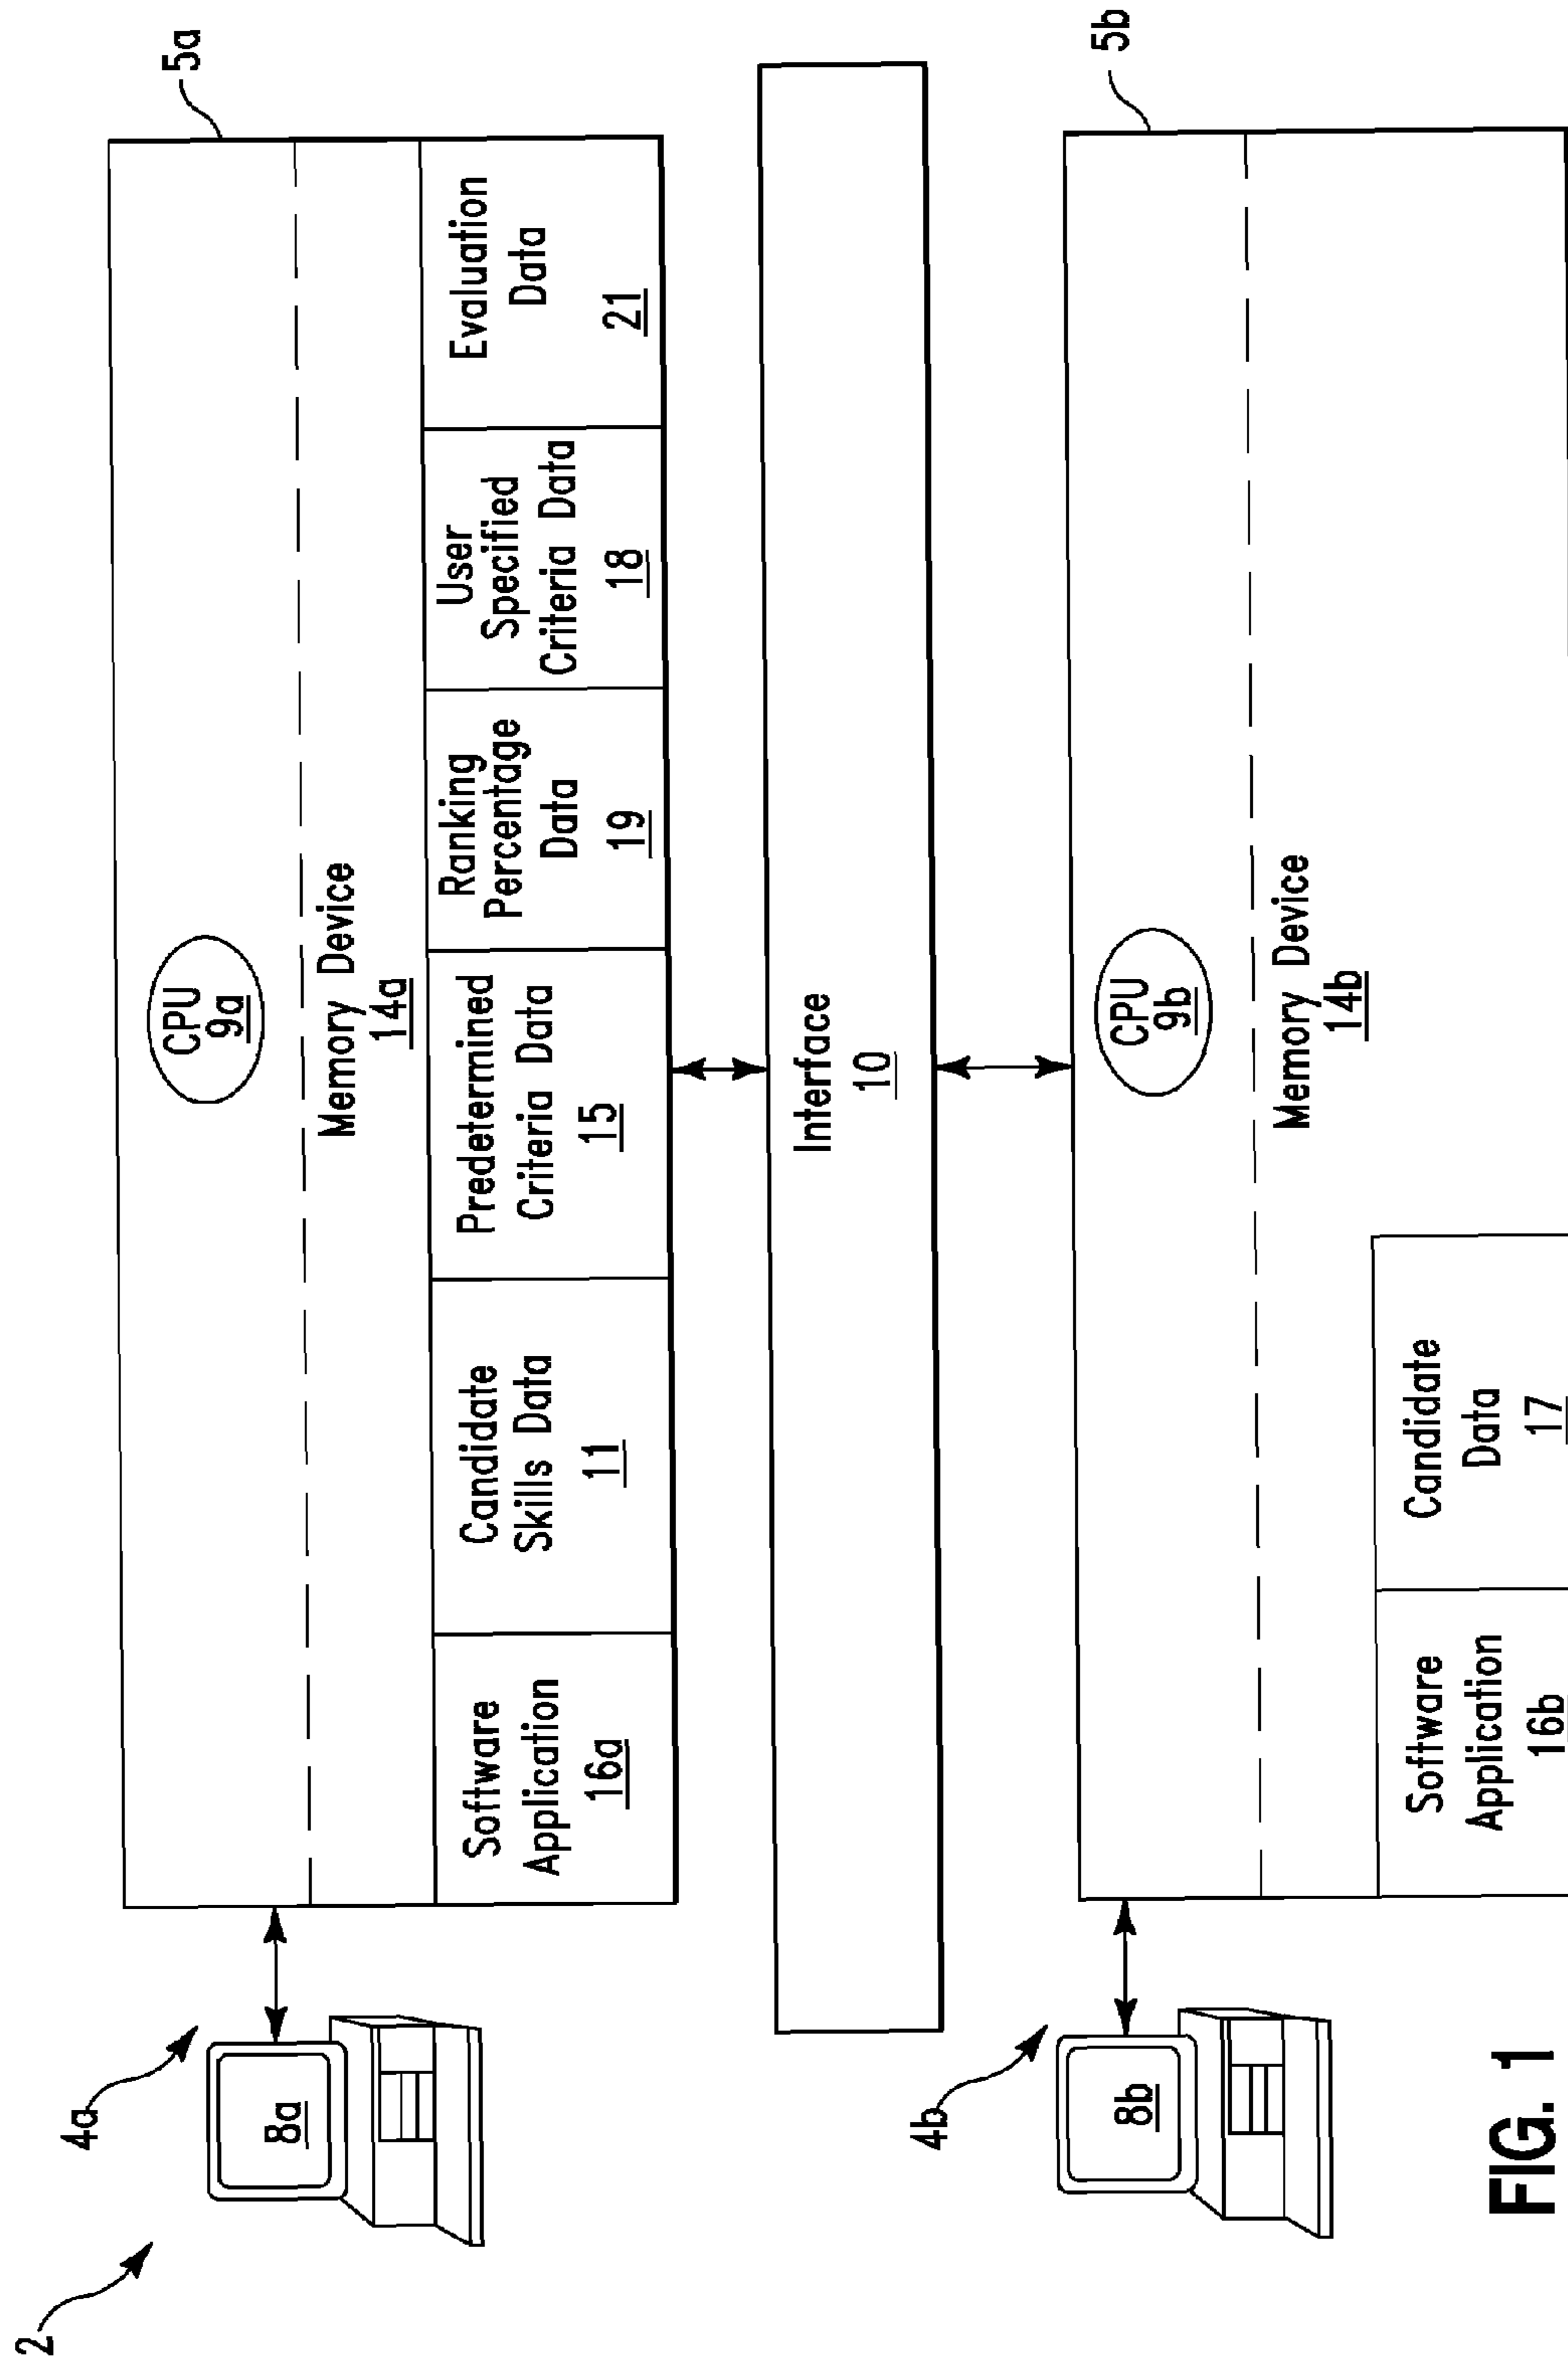 2
4a
8a
5a
CPU
9a
Memory Device
14a
Software
Application
16a
Candidate
Skills Data
11
Predetermined
Criteria Data
15
Ranking
Percentage
Data
19
User
Specified
Criteria Data
18
Evaluation
Data
21
Interface
10
4b
8b
5b
CPU
9b
Memory Device
14b
Software
Application
16b
Candidate
Data
17
FIG. 1